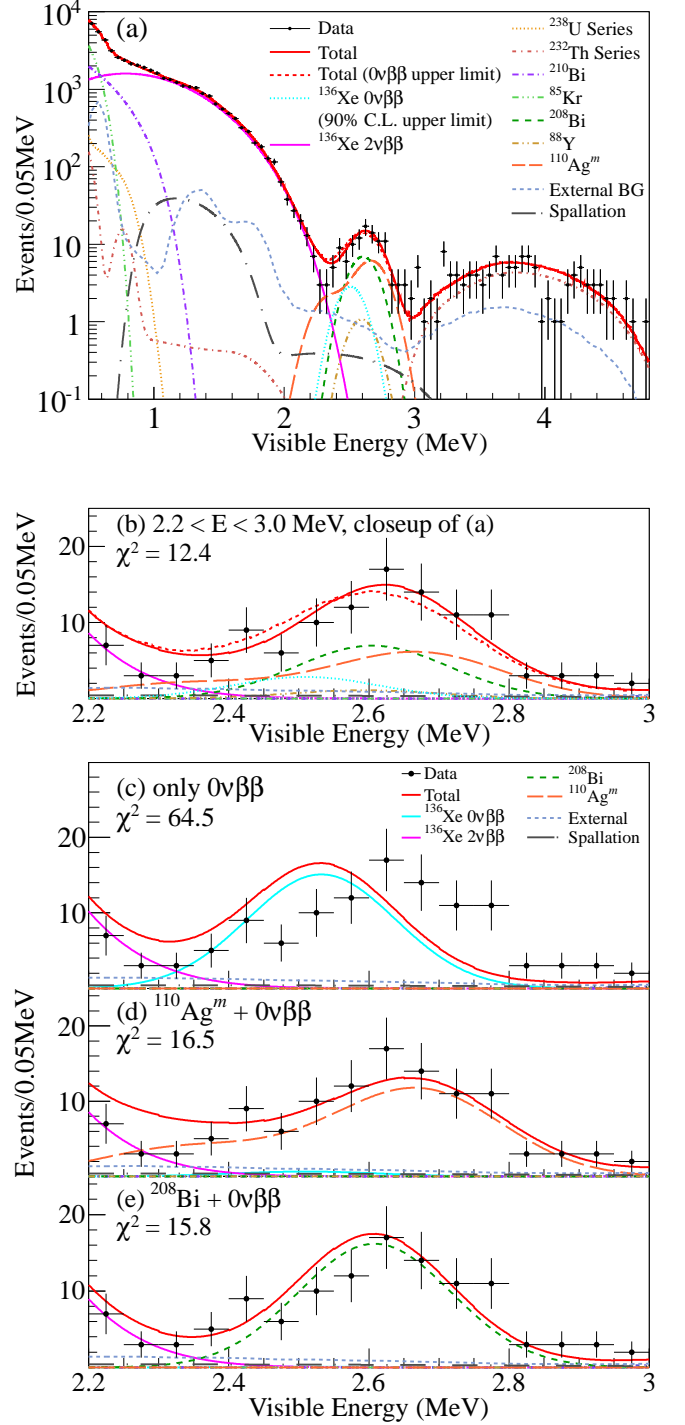 (a)
Data
Total
Total (0νββ upper limit)
¹³⁶Xe 0νββ
(90% C.L. upper limit)
¹³⁶Xe 2νββ
²³⁸U Series
²³²Th Series
²¹⁰Bi
⁸⁵Kr
²⁰⁸Bi
⁸⁸Y
¹¹⁰Agᵐ
External BG
Spallation
Events/0.05MeV
10⁴
10³
10²
10
1
10⁻¹
1 2 3 4
Visible Energy (MeV)
(b) 2.2 < E < 3.0 MeV, closeup of (a)
χ² = 12.4
Events/0.05MeV
20
10
2.2 2.4 2.6 2.8 3
Visible Energy (MeV)
(c) only 0νββ
χ² = 64.5
Data
Total
¹³⁶Xe 0νββ
¹³⁶Xe 2νββ
²⁰⁸Bi
¹¹⁰Agᵐ
External
Spallation
20
10
(d) ¹¹⁰Agᵐ + 0νββ
χ² = 16.5
Events/0.05MeV
20
10
(e) ²⁰⁸Bi + 0νββ
χ² = 15.8
20
10
2.2 2.4 2.6 2.8 3
Visible Energy (MeV)